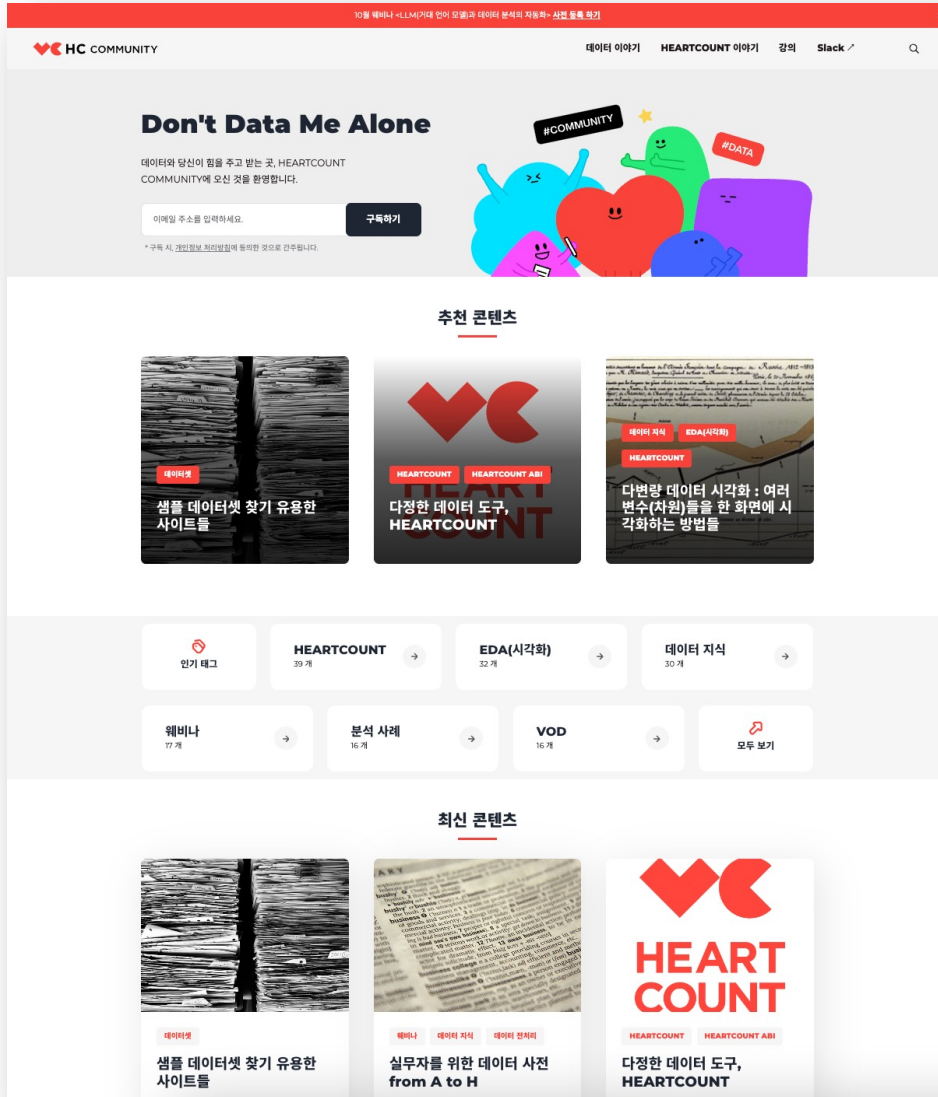 10월 웨비나 <LLM(거대 언어 모델)과 데이터 분석의 자동화> 사전 등록 하기
HC COMMUNITY
데이터 이야기 HEARTCOUNT 이야기 강의 Slack ↗
Don't Data Me Alone
데이터와 당신이 힘을 주고 받는 곳, HEARTCOUNT
COMMUNITY에 오신 것을 환영합니다.
이메일 주소를 입력하세요. 구독하기
* 구독 시, 개인정보 처리방침에 동의한 것으로 간주됩니다.
#COMMUNITY
#DATA
추천 콘텐츠
데이터셋
샘플 데이터셋 찾기 유용한
사이트들
HEART
COUNT
HEARTCOUNT HEARTCOUNT ABI
다정한 데이터 도구,
HEARTCOUNT
데이터 지식 EDA(시각화)
HEARTCOUNT
다변량 데이터 시각화 : 여러
변수(차원)들을 한 화면에 시
각화하는 방법들
인기 태그
HEARTCOUNT
39 개
EDA(시각화)
32 개
데이터 지식
30 개
웨비나
17 개
분석 사례
16 개
VOD
16 개
모두 보기
최신 콘텐츠
데이터셋
샘플 데이터셋 찾기 유용한
사이트들
웨비나 데이터 지식 데이터 전처리
실무자를 위한 데이터 사전
from A to H
HEART
COUNT
HEARTCOUNT HEARTCOUNT ABI
다정한 데이터 도구,
HEARTCOUNT